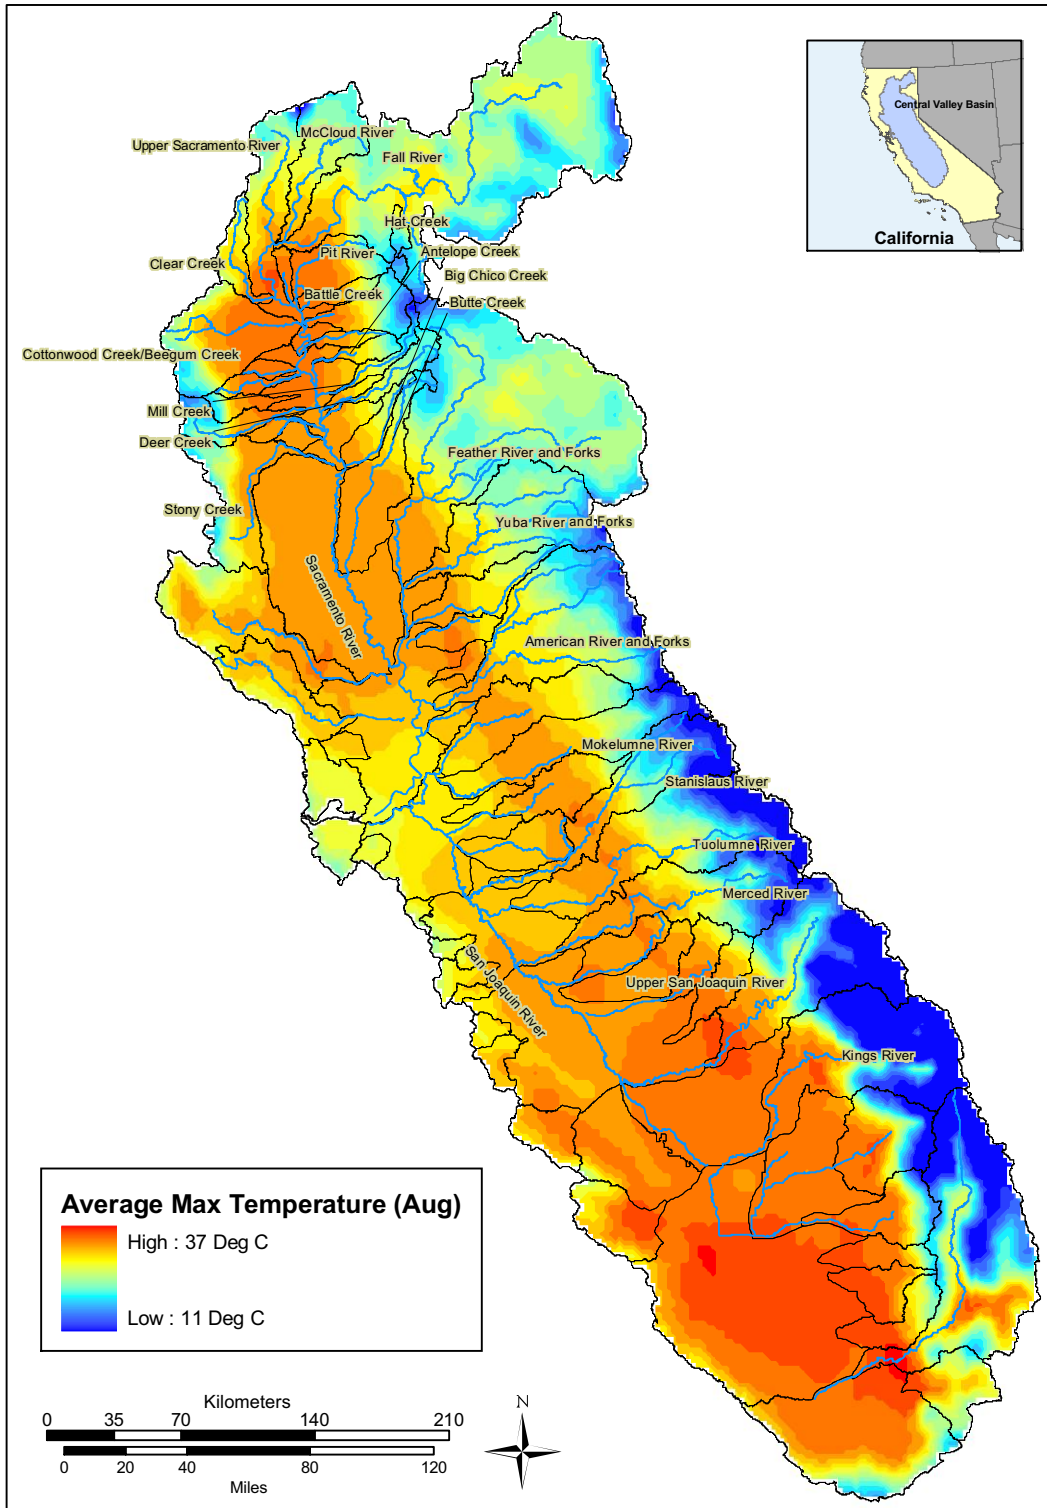 Central Valley Basin
California
McCloud River
Upper Sacramento River
Fall River
Hat Creek
Pit River
Antelope Creek
Clear Creek
Big Chico Creek
Battle Creek
Butte Creek
Cottonwood Creek/Beegum Creek
Mill Creek
Deer Creek
Feather River and Forks
Stony Creek
Yuba River and Forks
Sacramento River
American River and Forks
Mokelumne River
Stanislaus River
Tuolumne River
Merced River
San Joaquin River
Upper San Joaquin River
Kings River
Average Max Temperature (Aug)
High : 37 Deg C
Low : 11 Deg C
Kilometers
0 35 70 140 210
0 20 40 80 120
Miles
N